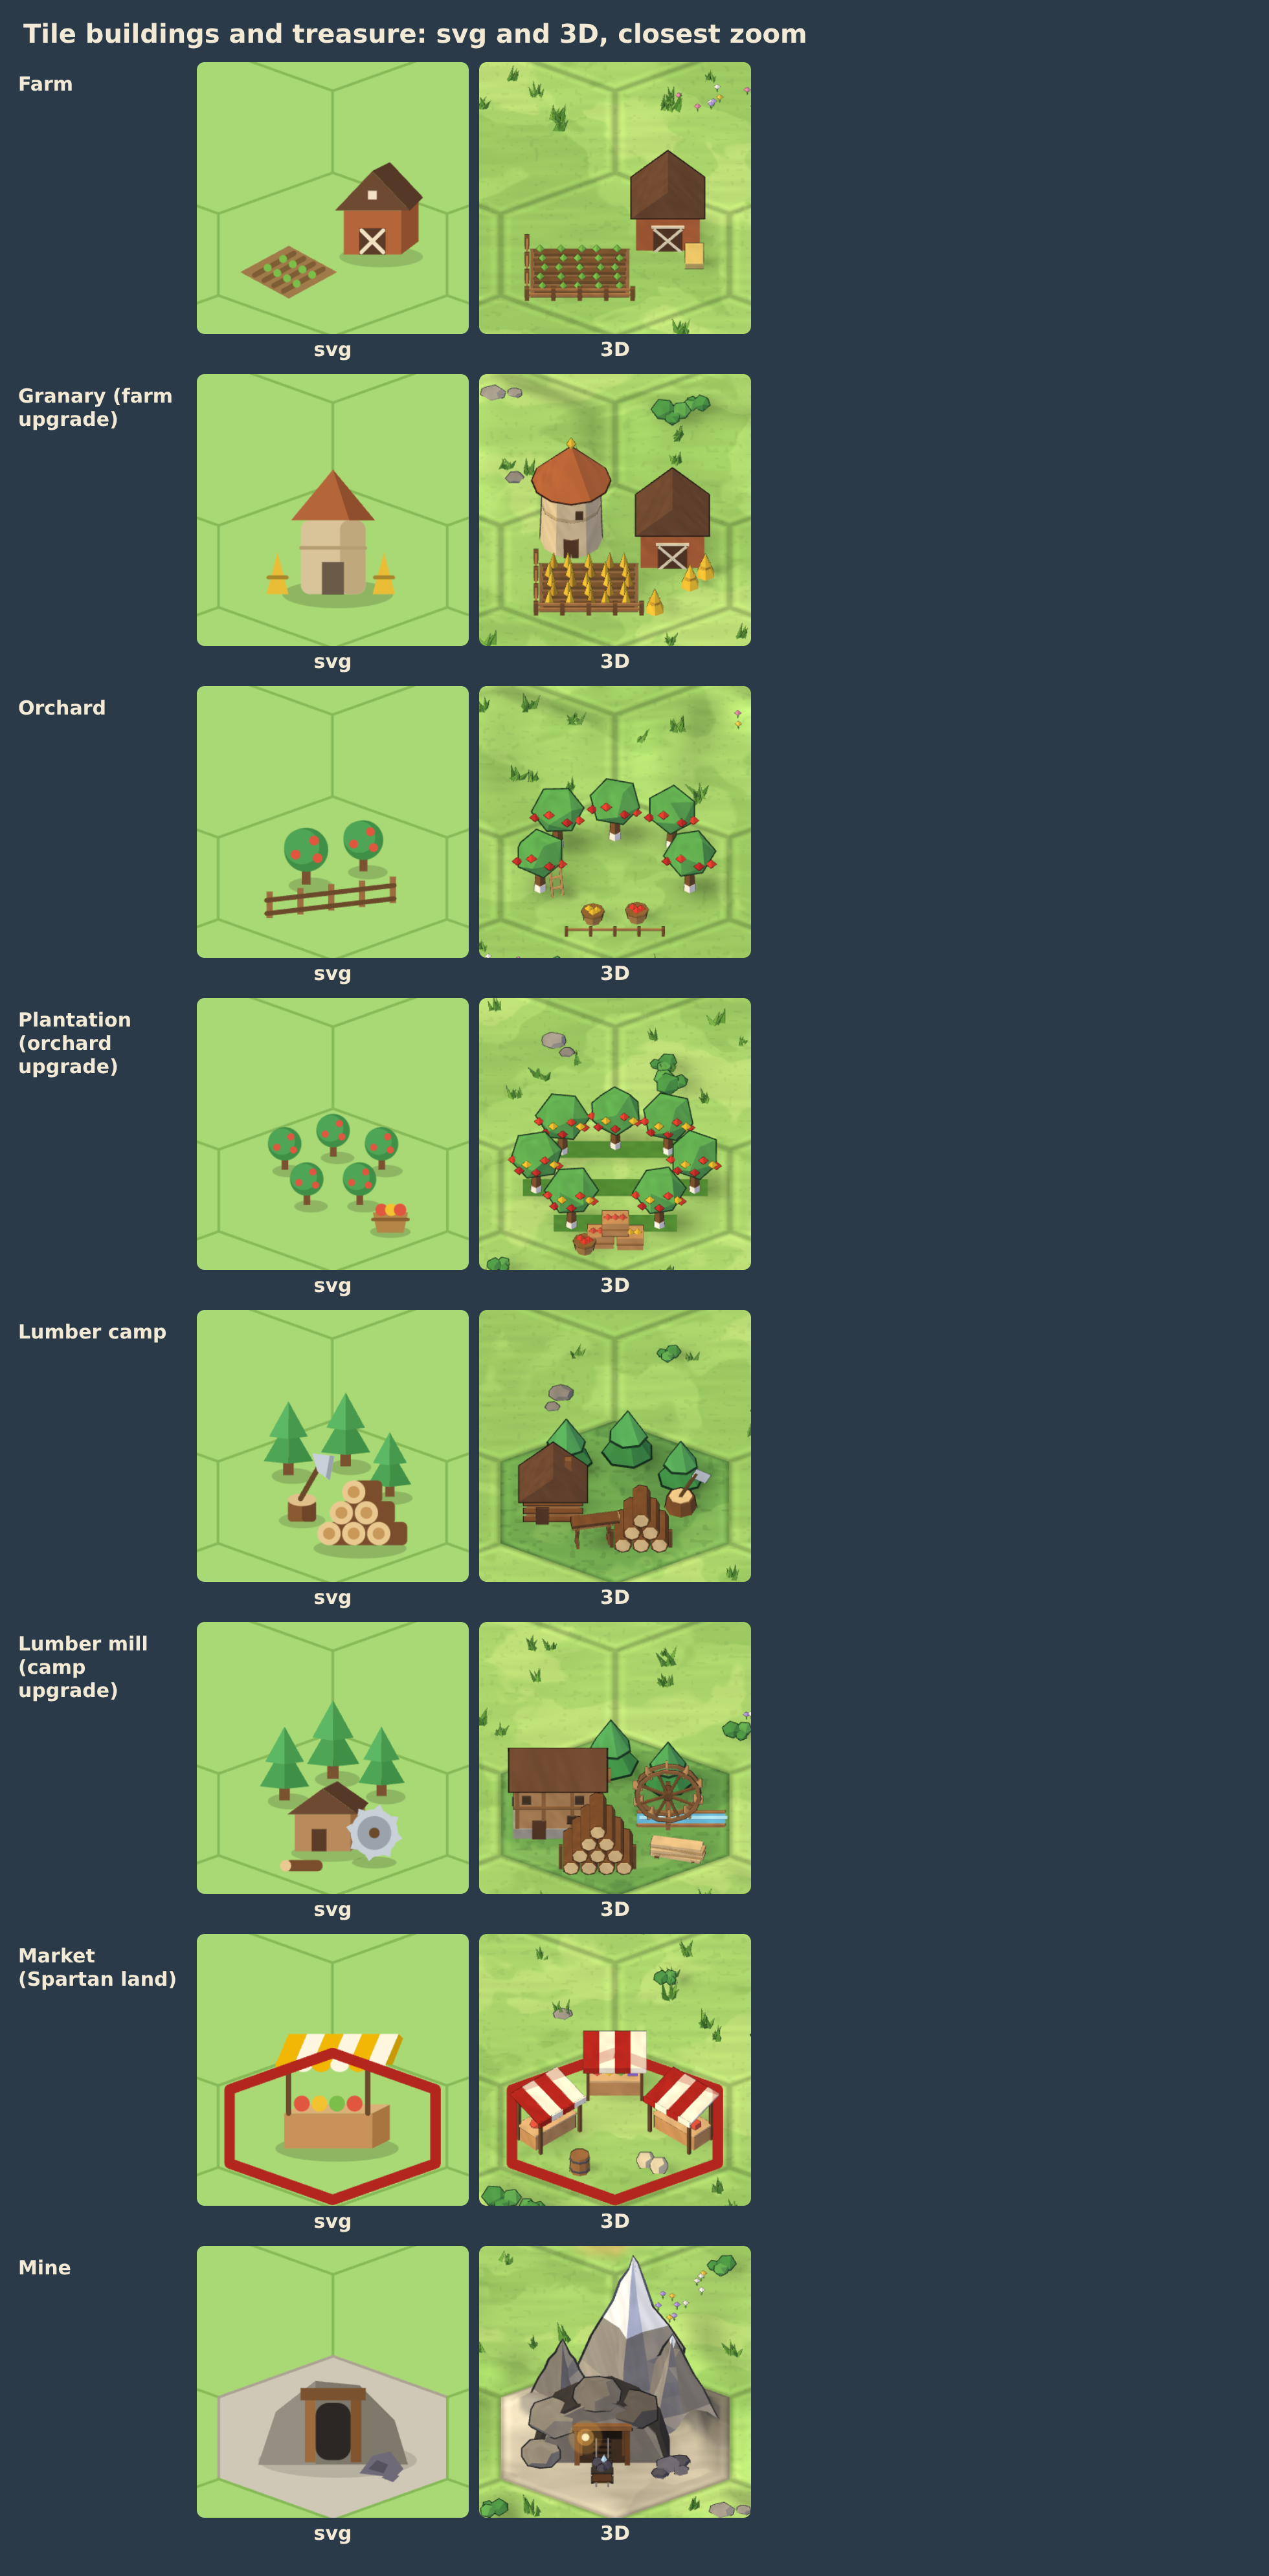 Tile buildings and treasure: svg and 3D, closest zoom
Farm
svg
3D
Granary (farm
upgrade)
svg
3D
Orchard
svg
3D
Plantation
(orchard
upgrade)
svg
3D
Lumber camp
svg
3D
Lumber mill
(camp
upgrade)
svg
3D
Market
(Spartan land)
svg
3D
Mine
svg
3D